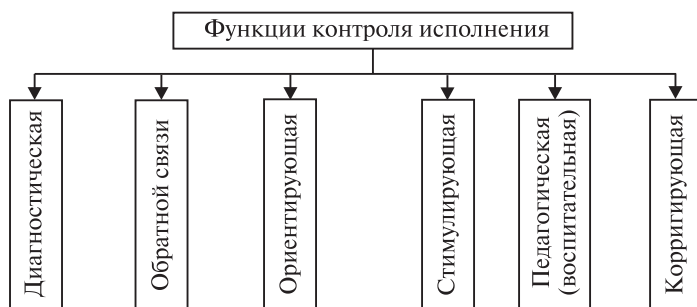 Функции контроля исполнения
Диагностическая
Обратной связи
Ориентирующая
Стимулирующая
Педагогическая
(воспитательная)
Корригирующая